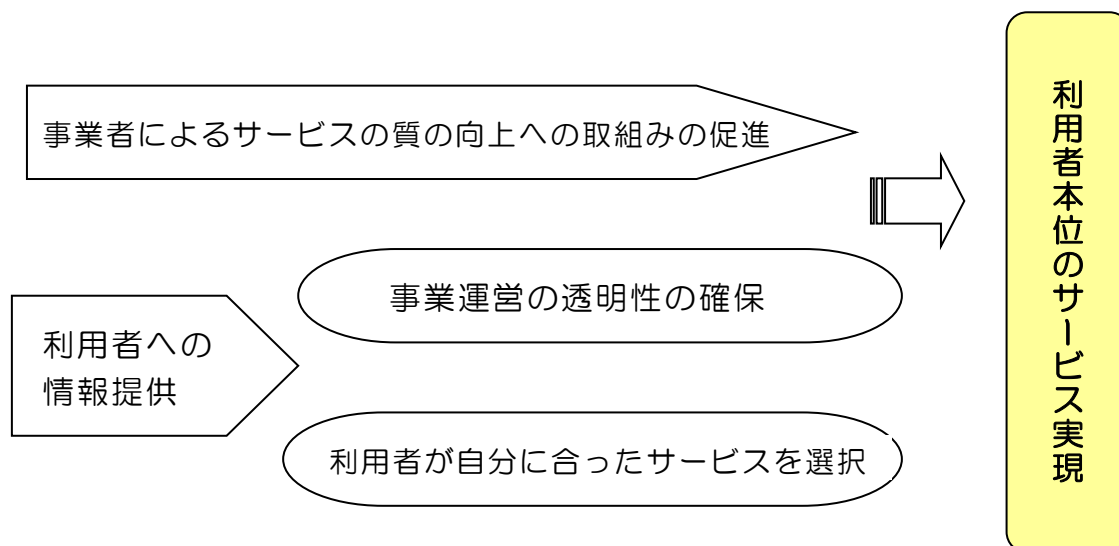 事業者によるサービスの質の向上への取組みの促進
事業運営の透明性の確保
利用者への
情報提供
利用者が自分に合ったサービスを選択
利用者本位のサービス実現